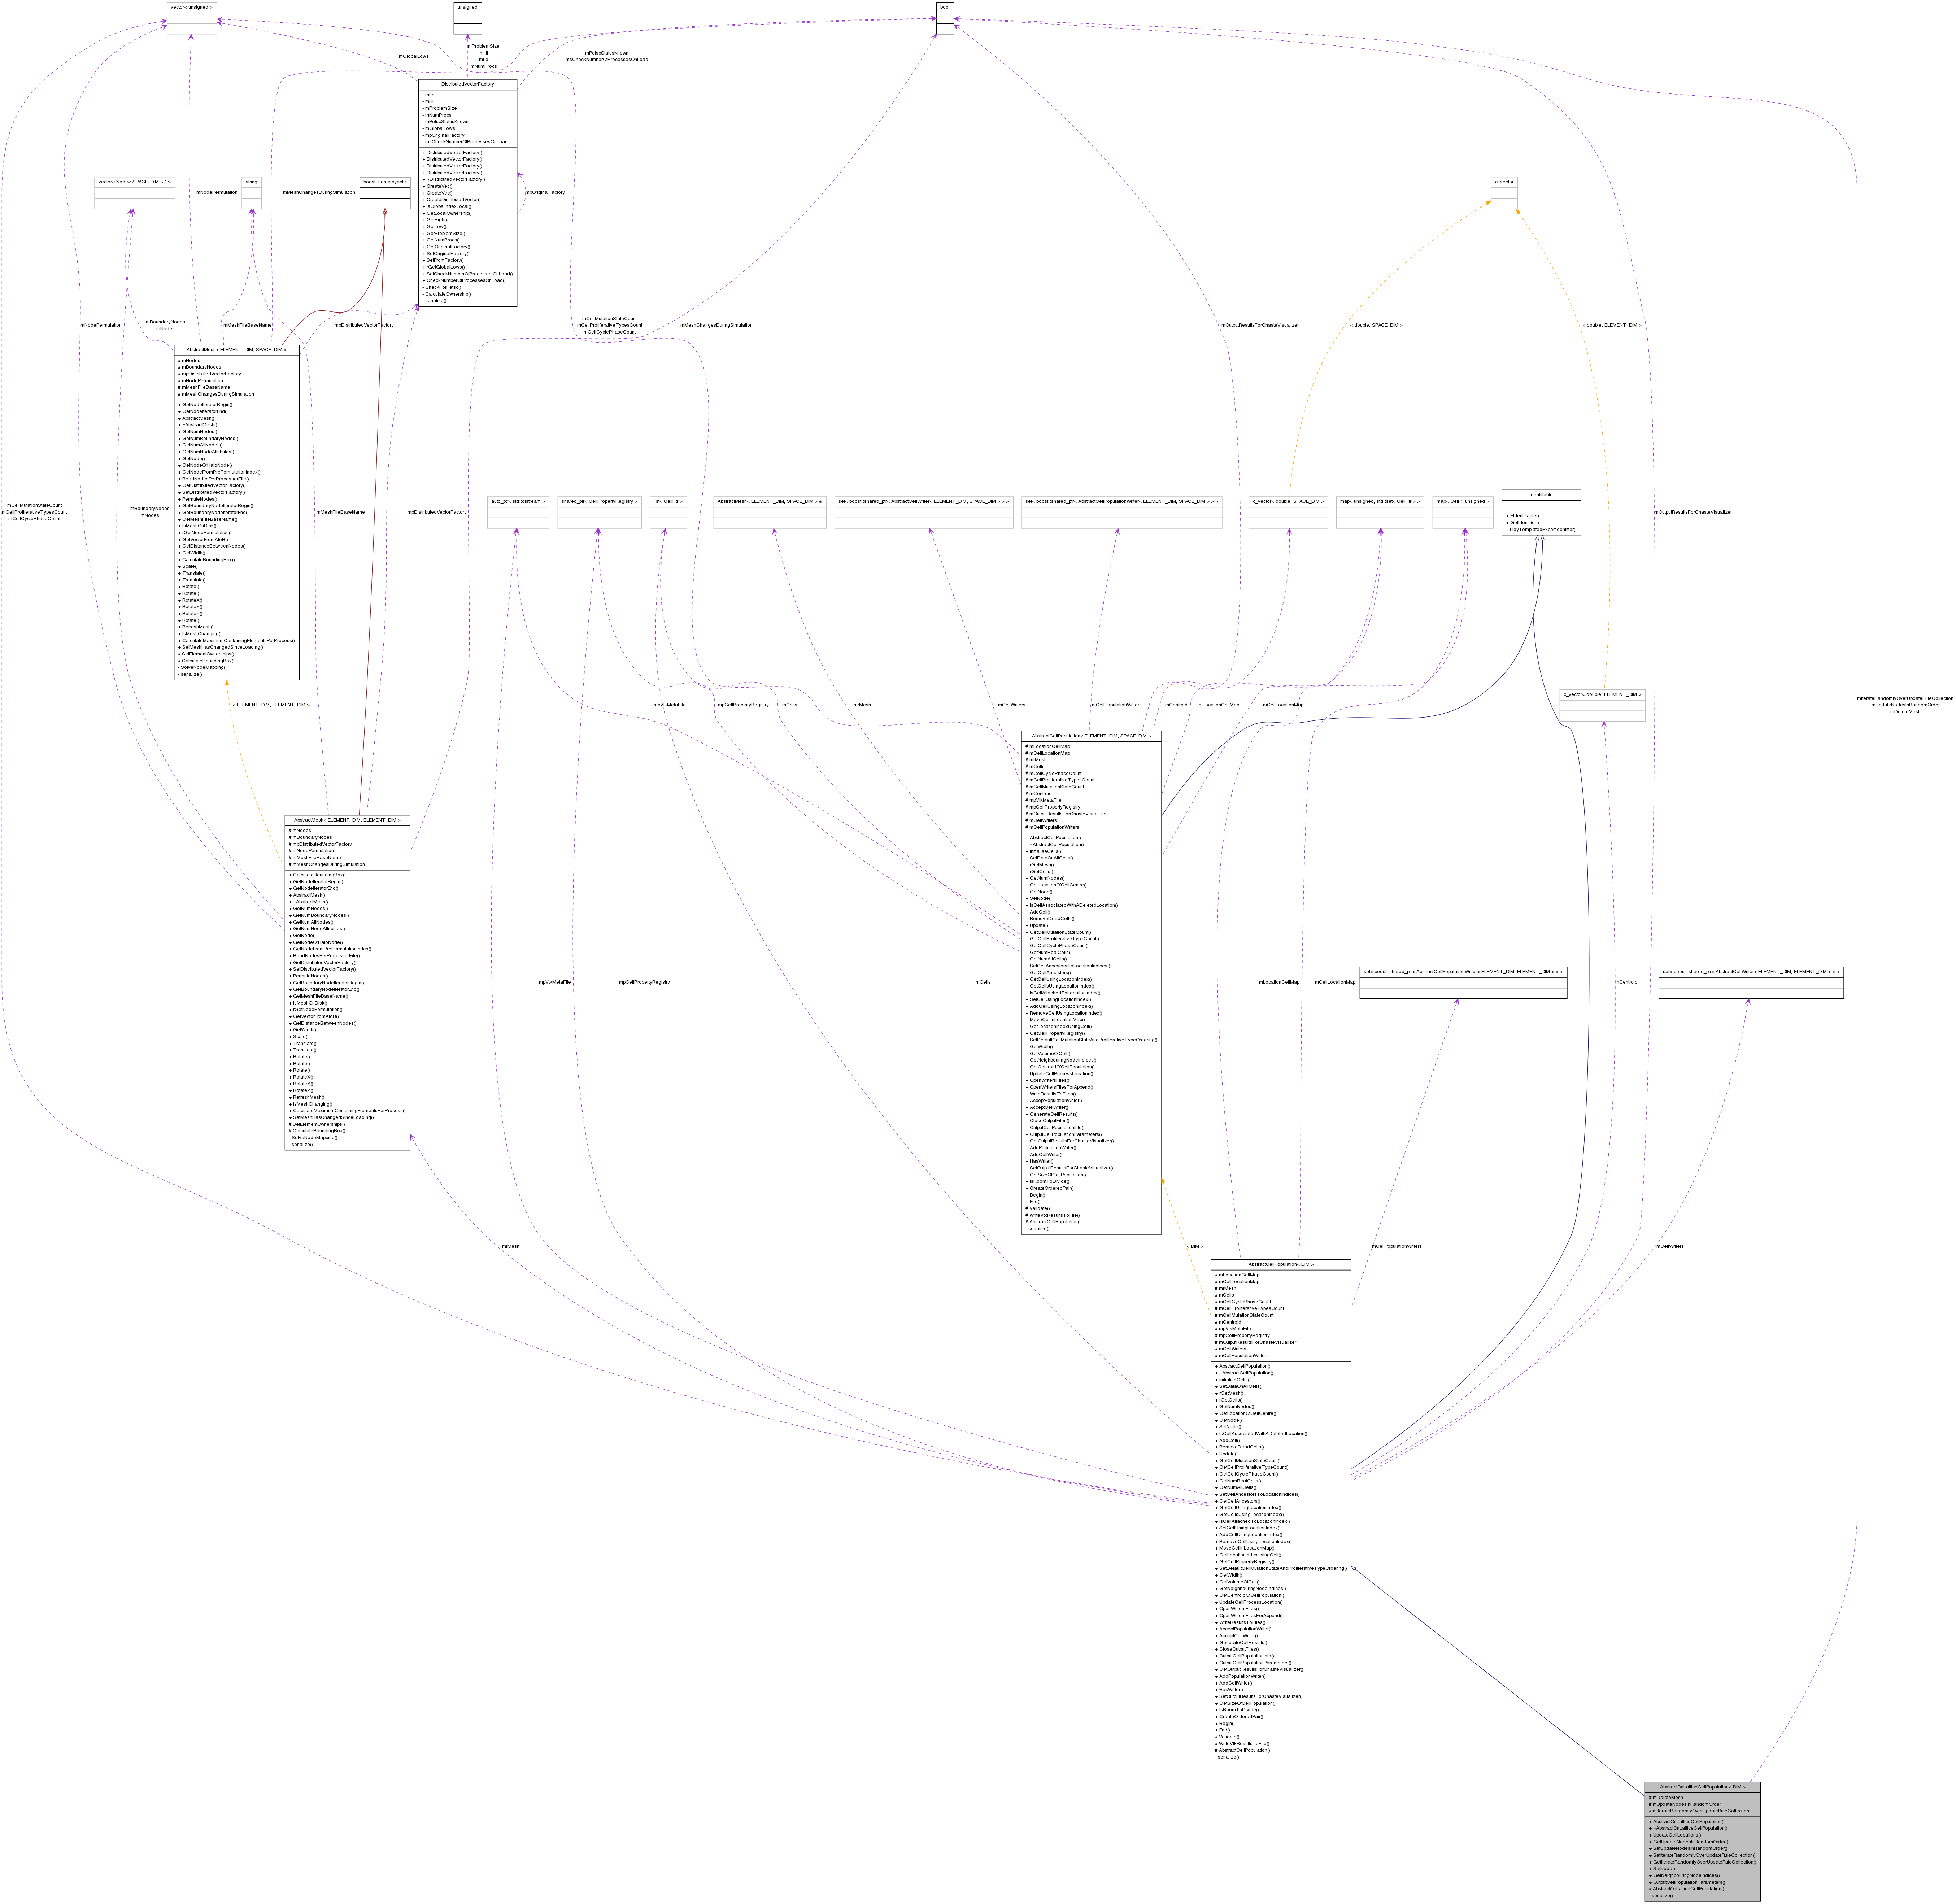 vector< unsigned >
unsigned
bool
mProblemSize
mHi
mLo
mNumProcs
mGlobalLows
mPetscStatusKnown
msCheckNumberOfProcessesOnLoad
DistributedVectorFactory
- mLo
- mHi
- mProblemSize
- mNumProcs
- mPetscStatusKnown
- mGlobalLows
- mpOriginalFactory
- msCheckNumberOfProcessesOnLoad
+ DistributedVectorFactory()
+ DistributedVectorFactory()
+ DistributedVectorFactory()
+ DistributedVectorFactory()
+ ~DistributedVectorFactory()
+ CreateVec()
+ CreateVec()
+ CreateDistributedVector()
+ IsGlobalIndexLocal()
+ GetLocalOwnership()
+ GetHigh()
+ GetLow()
+ GetProblemSize()
+ GetNumProcs()
+ GetOriginalFactory()
+ SetOriginalFactory()
+ SetFromFactory()
+ rGetGlobalLows()
+ SetCheckNumberOfProcessesOnLoad()
+ CheckNumberOfProcessesOnLoad()
- CheckForPetsc()
- CalculateOwnership()
- serialize()
vector< Node< SPACE_DIM > * >
string
boost::noncopyable
c_vector
mNodePermutation
mMeshChangesDuringSimulation
mpOriginalFactory
mNodePermutation
mBoundaryNodes
mNodes
mMeshFileBaseName
mpDistributedVectorFactory
mCellMutationStateCount
mCellProliferativeTypesCount
mCellCyclePhaseCount
mMeshChangesDuringSimulation
mOutputResultsForChasteVisualizer
< double, SPACE_DIM >
< double, ELEMENT_DIM >
AbstractMesh< ELEMENT_DIM, SPACE_DIM >
# mNodes
# mBoundaryNodes
# mpDistributedVectorFactory
# mNodePermutation
# mMeshFileBaseName
# mMeshChangesDuringSimulation
+ GetNodeIteratorBegin()
+ GetNodeIteratorEnd()
+ AbstractMesh()
+ ~AbstractMesh()
+ GetNumNodes()
+ GetNumBoundaryNodes()
+ GetNumAllNodes()
+ GetNumNodeAttributes()
+ GetNode()
+ GetNodeOrHaloNode()
+ GetNodeFromPrePermutationIndex()
+ ReadNodesPerProcessorFile()
+ GetDistributedVectorFactory()
+ SetDistributedVectorFactory()
+ PermuteNodes()
+ GetBoundaryNodeIteratorBegin()
+ GetBoundaryNodeIteratorEnd()
+ GetMeshFileBaseName()
+ IsMeshOnDisk()
+ rGetNodePermutation()
+ GetVectorFromAtoB()
+ GetDistanceBetweenNodes()
+ GetWidth()
+ CalculateBoundingBox()
+ Scale()
+ Translate()
+ Translate()
+ Rotate()
+ Rotate()
+ RotateX()
+ RotateY()
+ RotateZ()
+ Rotate()
+ RefreshMesh()
+ IsMeshChanging()
+ CalculateMaximumContainingElementsPerProcess()
+ SetMeshHasChangedSinceLoading()
# SetElementOwnerships()
# CalculateBoundingBox()
- SolveNodeMapping()
- serialize()
mCellMutationStateCount
mCellProliferativeTypesCount
mCellCyclePhaseCount
mBoundaryNodes
mNodes
mMeshFileBaseName
mpDistributedVectorFactory
auto_ptr< std::ofstream >
shared_ptr< CellPropertyRegistry >
list< CellPtr >
AbstractMesh< ELEMENT_DIM, SPACE_DIM > &
set< boost::shared_ptr< AbstractCellWriter< ELEMENT_DIM, SPACE_DIM > > >
set< boost::shared_ptr< AbstractCellPopulationWriter< ELEMENT_DIM, SPACE_DIM > > >
c_vector< double, SPACE_DIM >
map< unsigned, std::set< CellPtr > >
map< Cell *, unsigned >
Identifiable
+ ~Identifiable()
+ GetIdentifier()
- TidyTemplatedExportIdentifier()
mOutputResultsForChasteVisualizer
< ELEMENT_DIM, ELEMENT_DIM >
mpVtkMetaFile
mpCellPropertyRegistry
mCells
mrMesh
mCellWriters
mCellPopulationWriters
mCentroid
mLocationCellMap
mCellLocationMap
c_vector< double, ELEMENT_DIM >
mIterateRandomlyOverUpdateRuleCollection
mUpdateNodesInRandomOrder
mDeleteMesh
AbstractCellPopulation< ELEMENT_DIM, SPACE_DIM >
# mLocationCellMap
# mCellLocationMap
# mrMesh
# mCells
# mCellCyclePhaseCount
# mCellProliferativeTypesCount
# mCellMutationStateCount
# mCentroid
# mpVtkMetaFile
# mpCellPropertyRegistry
# mOutputResultsForChasteVisualizer
# mCellWriters
# mCellPopulationWriters
+ AbstractCellPopulation()
+ ~AbstractCellPopulation()
+ InitialiseCells()
+ SetDataOnAllCells()
+ rGetMesh()
+ rGetCells()
+ GetNumNodes()
+ GetLocationOfCellCentre()
+ GetNode()
+ SetNode()
+ IsCellAssociatedWithADeletedLocation()
+ AddCell()
+ RemoveDeadCells()
+ Update()
+ GetCellMutationStateCount()
+ GetCellProliferativeTypeCount()
+ GetCellCyclePhaseCount()
+ GetNumRealCells()
+ GetNumAllCells()
+ SetCellAncestorsToLocationIndices()
+ GetCellAncestors()
+ GetCellUsingLocationIndex()
+ GetCellsUsingLocationIndex()
+ IsCellAttachedToLocationIndex()
+ SetCellUsingLocationIndex()
+ AddCellUsingLocationIndex()
+ RemoveCellUsingLocationIndex()
+ MoveCellInLocationMap()
+ GetLocationIndexUsingCell()
+ GetCellPropertyRegistry()
+ SetDefaultCellMutationStateAndProliferativeTypeOrdering()
+ GetWidth()
+ GetVolumeOfCell()
+ GetNeighbouringNodeIndices()
+ GetCentroidOfCellPopulation()
+ UpdateCellProcessLocation()
+ OpenWritersFiles()
+ OpenWritersFilesForAppend()
+ WriteResultsToFiles()
+ AcceptPopulationWriter()
+ AcceptCellWriter()
+ GenerateCellResults()
+ CloseOutputFiles()
+ OutputCellPopulationInfo()
+ OutputCellPopulationParameters()
+ GetOutputResultsForChasteVisualizer()
+ AddPopulationWriter()
+ AddCellWriter()
+ HasWriter()
+ SetOutputResultsForChasteVisualizer()
+ GetSizeOfCellPopulation()
+ IsRoomToDivide()
+ CreateOrderedPair()
+ Begin()
+ End()
# Validate()
# WriteVtkResultsToFile()
# AbstractCellPopulation()
- serialize()
AbstractMesh< ELEMENT_DIM, ELEMENT_DIM >
# mNodes
# mBoundaryNodes
# mpDistributedVectorFactory
# mNodePermutation
# mMeshFileBaseName
# mMeshChangesDuringSimulation
+ CalculateBoundingBox()
+ GetNodeIteratorBegin()
+ GetNodeIteratorEnd()
+ AbstractMesh()
+ ~AbstractMesh()
+ GetNumNodes()
+ GetNumBoundaryNodes()
+ GetNumAllNodes()
+ GetNumNodeAttributes()
+ GetNode()
+ GetNodeOrHaloNode()
+ GetNodeFromPrePermutationIndex()
+ ReadNodesPerProcessorFile()
+ GetDistributedVectorFactory()
+ SetDistributedVectorFactory()
+ PermuteNodes()
+ GetBoundaryNodeIteratorBegin()
+ GetBoundaryNodeIteratorEnd()
+ GetMeshFileBaseName()
+ IsMeshOnDisk()
+ rGetNodePermutation()
+ GetVectorFromAtoB()
+ GetDistanceBetweenNodes()
+ GetWidth()
+ Scale()
+ Translate()
+ Translate()
+ Rotate()
+ Rotate()
+ Rotate()
+ RotateX()
+ RotateY()
+ RotateZ()
+ RefreshMesh()
+ IsMeshChanging()
+ CalculateMaximumContainingElementsPerProcess()
+ SetMeshHasChangedSinceLoading()
# SetElementOwnerships()
# CalculateBoundingBox()
- SolveNodeMapping()
- serialize()
mpVtkMetaFile
mpCellPropertyRegistry
mCells
mLocationCellMap
mCellLocationMap
set< boost::shared_ptr< AbstractCellPopulationWriter< ELEMENT_DIM, ELEMENT_DIM > > >
mCentroid
set< boost::shared_ptr< AbstractCellWriter< ELEMENT_DIM, ELEMENT_DIM > > >
mrMesh
< DIM >
mCellPopulationWriters
mCellWriters
AbstractCellPopulation< DIM >
# mLocationCellMap
# mCellLocationMap
# mrMesh
# mCells
# mCellCyclePhaseCount
# mCellProliferativeTypesCount
# mCellMutationStateCount
# mCentroid
# mpVtkMetaFile
# mpCellPropertyRegistry
# mOutputResultsForChasteVisualizer
# mCellWriters
# mCellPopulationWriters
+ AbstractCellPopulation()
+ ~AbstractCellPopulation()
+ InitialiseCells()
+ SetDataOnAllCells()
+ rGetMesh()
+ rGetCells()
+ GetNumNodes()
+ GetLocationOfCellCentre()
+ GetNode()
+ SetNode()
+ IsCellAssociatedWithADeletedLocation()
+ AddCell()
+ RemoveDeadCells()
+ Update()
+ GetCellMutationStateCount()
+ GetCellProliferativeTypeCount()
+ GetCellCyclePhaseCount()
+ GetNumRealCells()
+ GetNumAllCells()
+ SetCellAncestorsToLocationIndices()
+ GetCellAncestors()
+ GetCellUsingLocationIndex()
+ GetCellsUsingLocationIndex()
+ IsCellAttachedToLocationIndex()
+ SetCellUsingLocationIndex()
+ AddCellUsingLocationIndex()
+ RemoveCellUsingLocationIndex()
+ MoveCellInLocationMap()
+ GetLocationIndexUsingCell()
+ GetCellPropertyRegistry()
+ SetDefaultCellMutationStateAndProliferativeTypeOrdering()
+ GetWidth()
+ GetVolumeOfCell()
+ GetNeighbouringNodeIndices()
+ GetCentroidOfCellPopulation()
+ UpdateCellProcessLocation()
+ OpenWritersFiles()
+ OpenWritersFilesForAppend()
+ WriteResultsToFiles()
+ AcceptPopulationWriter()
+ AcceptCellWriter()
+ GenerateCellResults()
+ CloseOutputFiles()
+ OutputCellPopulationInfo()
+ OutputCellPopulationParameters()
+ GetOutputResultsForChasteVisualizer()
+ AddPopulationWriter()
+ AddCellWriter()
+ HasWriter()
+ SetOutputResultsForChasteVisualizer()
+ GetSizeOfCellPopulation()
+ IsRoomToDivide()
+ CreateOrderedPair()
+ Begin()
+ End()
# Validate()
# WriteVtkResultsToFile()
# AbstractCellPopulation()
- serialize()
AbstractOnLatticeCellPopulation< DIM >
# mDeleteMesh
# mUpdateNodesInRandomOrder
# mIterateRandomlyOverUpdateRuleCollection
+ AbstractOnLatticeCellPopulation()
+ ~AbstractOnLatticeCellPopulation()
+ UpdateCellLocations()
+ GetUpdateNodesInRandomOrder()
+ SetUpdateNodesInRandomOrder()
+ SetIterateRandomlyOverUpdateRuleCollection()
+ GetIterateRandomlyOverUpdateRuleCollection()
+ SetNode()
+ GetNeighbouringNodeIndices()
+ OutputCellPopulationParameters()
# AbstractOnLatticeCellPopulation()
- serialize()